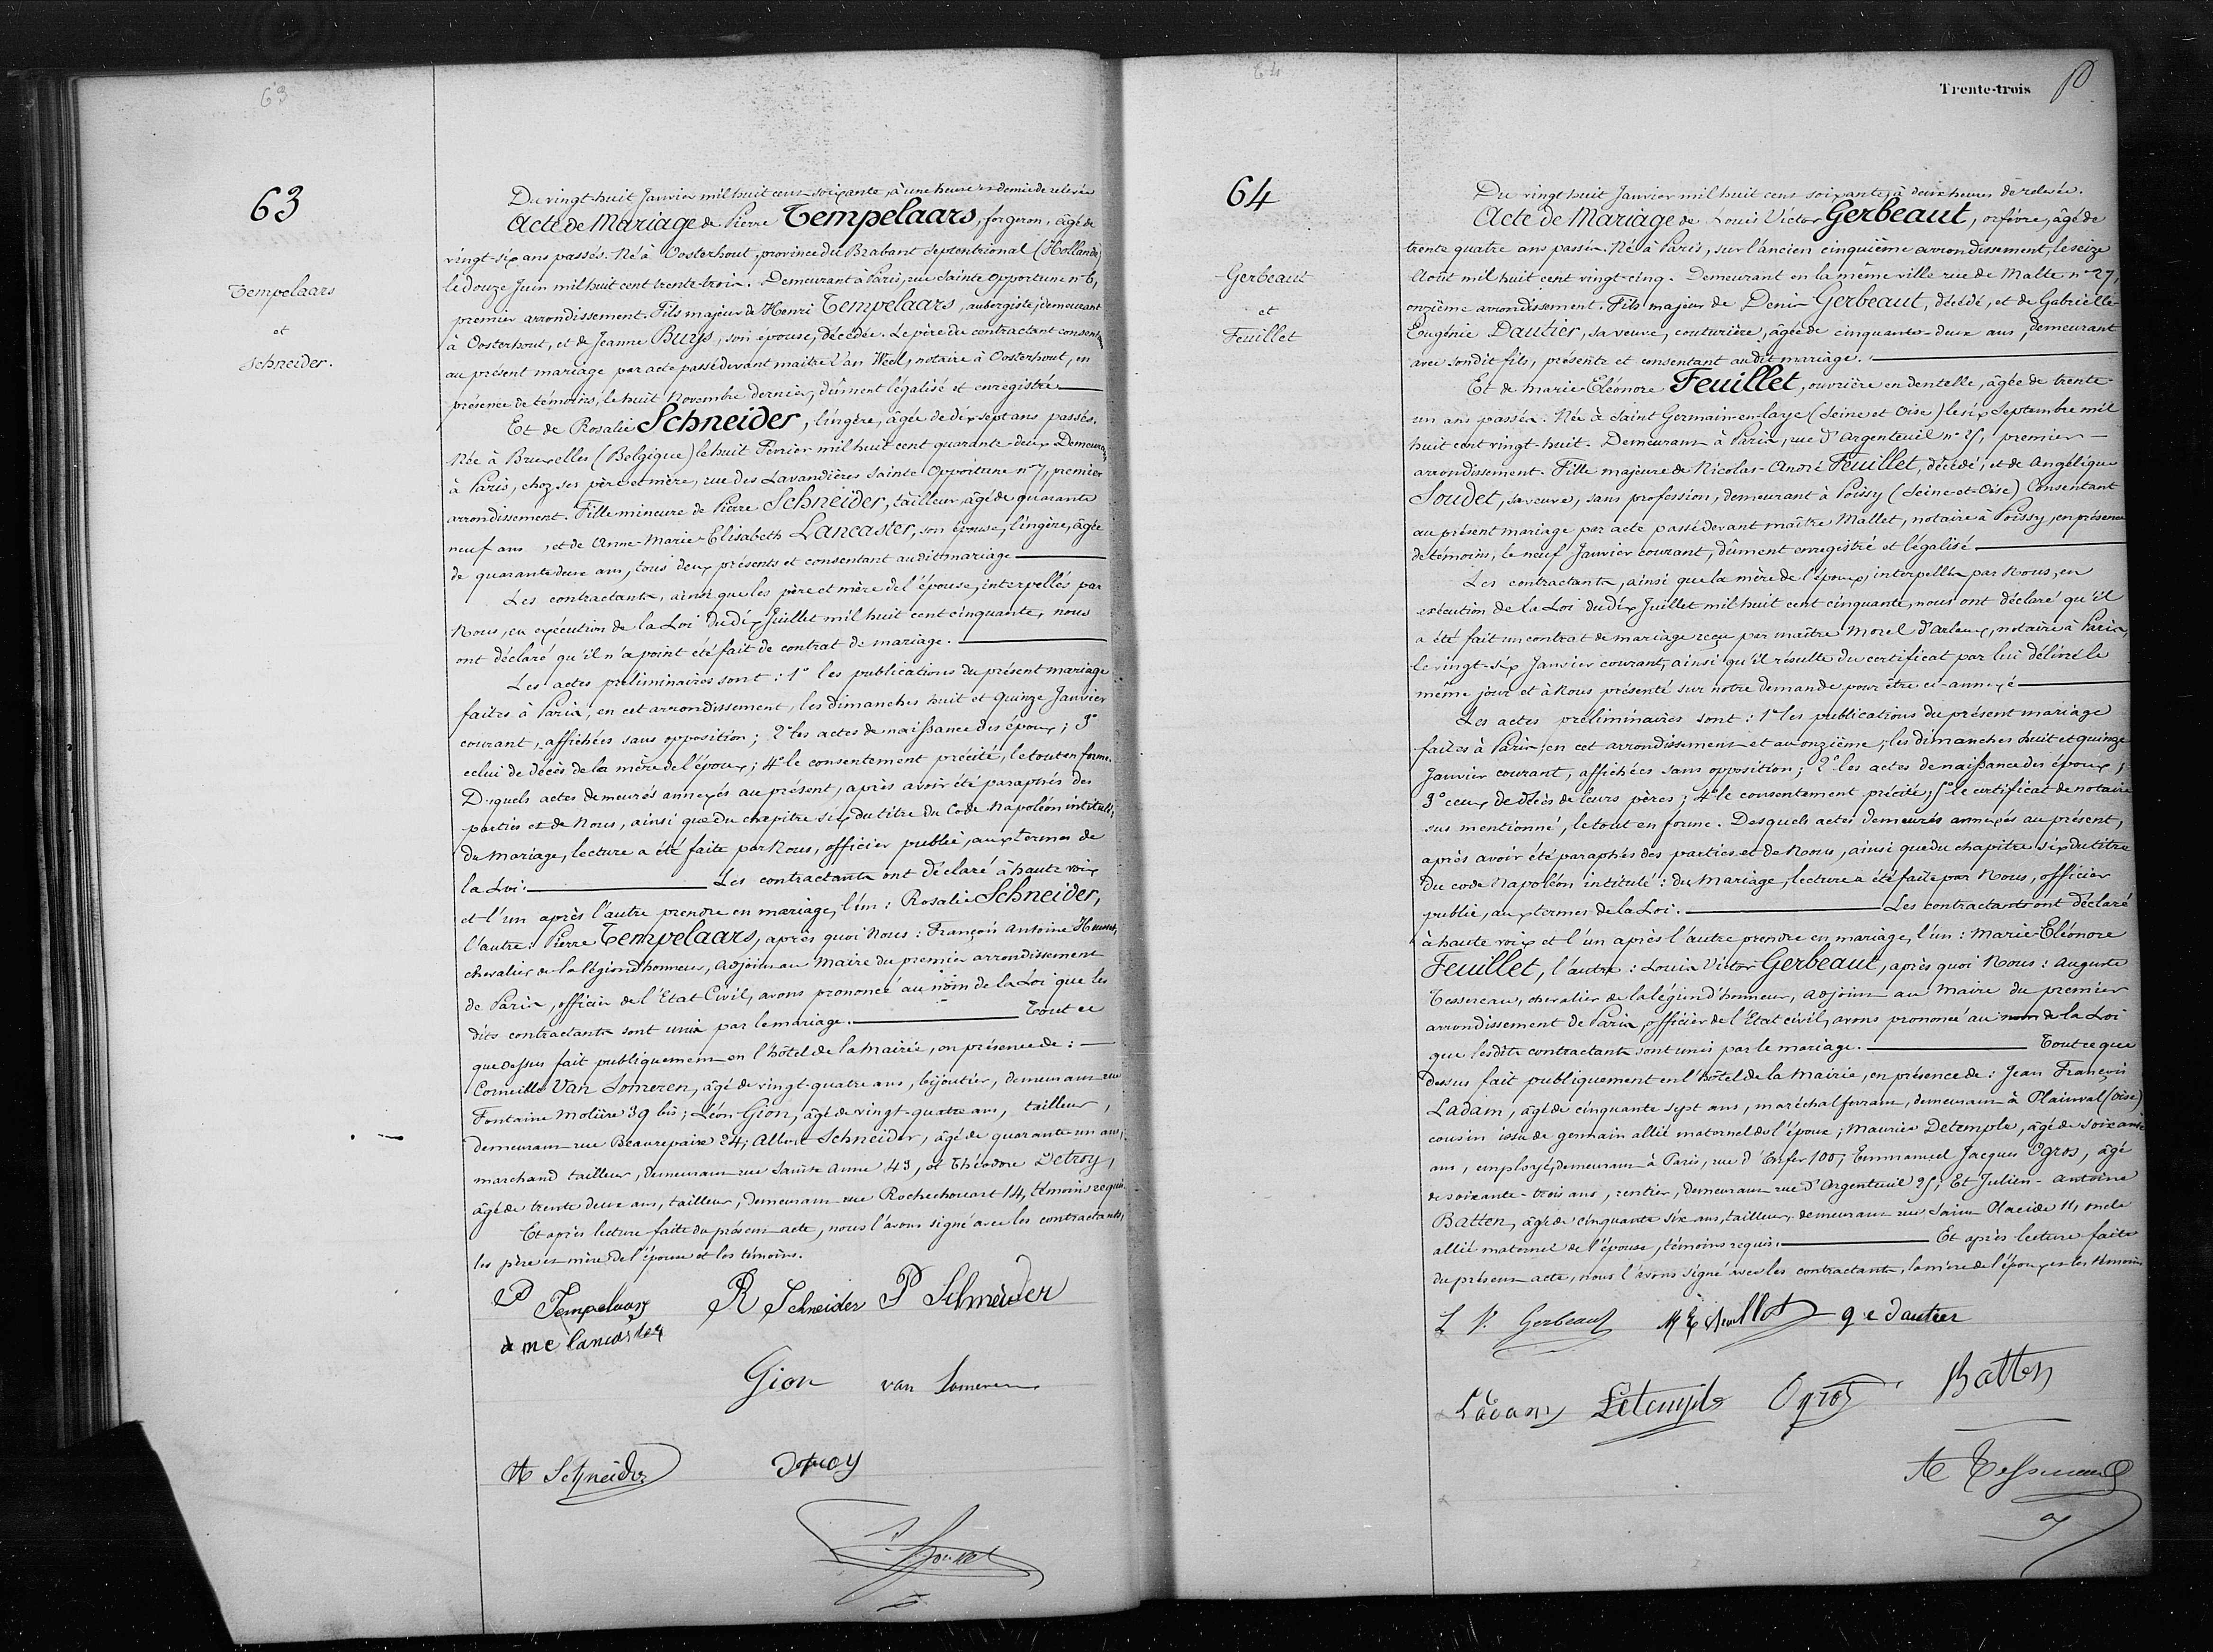 63
63
Tempelaars
et
Schneider.
Du vingt-huit Janvier mil huit cent soixante, à une heure et demie de relevée
Acte de Mariage de Pierre Tempelaars, forgeron, âgé de
vingt-six ans passés. Né à Oosterhout, province du Brabant Septentrional (Hollande)
le douze Juin mil huit cent trente-trois. Demeurant à Paris, rue Sainte Opportune n° 6,
premier arrondissement. Fils majeur de Henri Tempelaars, aubergiste, demeurant
à Oosterhout, et de Jeanne Buys, son épouse, décédée. Le père du contractant consentant
au présent mariage par acte passé devant maître Van Weel, notaire à Oosterhout, en
présence de témoins, le huit Novembre dernier, dûment légalisé et enregistré
Et de Rosalie Schneider, lingère, âgée de dix sept ans passés.
Née à Bruxelles (Belgique) le huit Février mil huit cent quarante deux Demeurant
à Paris, chez ses père et mère, rue des Lavandières Sainte Opportune n° 7, premier
arrondissement. Fille mineure de Pierre Schneider, tailleur, âgé de quarante
neuf ans, et de Anne-Marie-Elisabeth Lancaster, son épouse, lingère, âgée
de quarante deux ans, tous deux présents et consentant audit mariage
Les contractants, ainsi que les père et mère de l'épouse, interpellés par
Nous, en exécution de la Loi du dix Juillet mil huit cent cinquante, nous
ont déclaré qu'il n'a point été fait de contrat de mariage.
Les actes préliminaires sont : 1° les publications du présent mariage
faites à Paris, en cet arrondissement, les dimanches huit et quinze Janvier
courant, affichées sans opposition; 2° les actes de naissance des époux; 3°
celui de décès de la mère de l'époux; 4° le consentement précité, le tout en forme.
Desquels actes demeurés annexés au présent, après avoir été paraphés des
parties et de Nous, ainsi que du chapitre six du titre du Code Napoléon intitulé:
Du Mariage, lecture a été faite par Nous, officier public, aux termes de
la Loi. Les contractants ont déclaré à haute voix
et l'un après l'autre prendre en mariage, l'un : Rosalie Schneider,
l'autre : Pierre Tempelaars, après quoi Nous : François Antoine
chevalier de la légion d'honneur, adjoint au Maire du premier arrondissement
de Paris, officier de l'Etat Civil, avons prononcé au nom de la Loi que les
dits contractants sont unis par le mariage. Tout ce
que dessus fait publiquement en l'hôtel de la Mairie, en présence de :
Corneille Van Someren, âgé de vingt-quatre ans, bijoutier, demeurant rue
Fontaine Molière 39 bis; Léon Gion, âgé de vingt-quatre ans, tailleur,
demeurant rue Beaurepaire 24; Albert Schneider, âgé de quarante un ans,
marchand tailleur, demeurant rue Sainte Anne 43, et Théodore Detroy,
âgé de trente deux ans, tailleur, demeurant rue Rochechouart 14, témoins requis.
Et après lecture faite du présent acte, nous l'avons signé avec les contractants,
les père et mère de l'épouse et les témoins.
P Tempelaars R Schneider P Schneider
a m e lancaster
Gion van Someren
A Schneider Detroy
64
Trente-trois
64
Gerbeaut
et
Feuillet
Du vingt huit Janvier mil huit cent soixante, à deux heures de relevée.
Acte de Mariage de Louis Victor Gerbeaut, orfévre, âgé de
trente quatre ans passés. Né à Paris, sur l'ancien cinquième arrondissement, le seize
Août mil huit cent vingt-cinq. Demeurant en la même ville rue de Malte n° 27,
onzième arrondissement. Fils majeur de Denis Gerbeaut, décédé, et de Gabrielle
Eugénie Dautier, sa veuve, couturière, âgée de cinquante-deux ans, demeurant
avec sondit fils, présente et consentant audit mariage.
Et de Marie-Eléonore Feuillet, ouvrière en dentelle, âgée de trente-
un ans passés. Née à Saint Germain-en-laye (Seine et Oise) le six Septembre mil
huit cent vingt-huit. Demeurant à Paris, rue d'Argenteuil n° 25, premier
arrondissement. Fille majeure de Nicolas-André Feuillet, décédé, et de Angélique
Soudet, sa veuve, sans profession, demeurant à Poissy (Seine-et-Oise) Consentant
au présent mariage par acte passé devant maître Mallet, notaire à Poissy, en présence
de témoins, le neuf Janvier courant, dûment enregistré et légalisé
Les contractants, ainsi que la mère de l'époux, interpellés par Nous, en
exécution de la Loi du dix Juillet mil huit cent cinquante, nous ont déclaré qu'il
a été fait un contrat de mariage reçu par maître Morel d'Arleux, notaire à Paris,
le vingt-six Janvier courant, ainsi qu'il résulte du certificat par lui délivré le
même jour et à Nous présenté sur notre demande pour être ci-annexé
Les actes préliminaires sont : 1° les publications du présent mariage
faites à Paris, en cet arrondissement et au onzième, les dimanches huit et quinze
Janvier courant, affichées sans opposition; 2° les actes de naissance des époux;
3° ceux de décès de leurs pères; 4° le consentement précité; 5° le certificat de notaire
sus mentionné, le tout en forme. Desquels actes demeurés annexés au présent,
après avoir été paraphés des parties et de Nous, ainsi que du chapitre six du titre
du code Napoléon intitulé : du Mariage, lecture a été faite par Nous, officier
public, aux termes de la Loi. Les contractants ont déclaré
à haute voix et l'un après l'autre prendre en mariage, l'un : Marie-Eléonore
Feuillet, l'autre : Louis Victor Gerbeaut, après quoi Nous : Auguste
Tessereau, chevalier de la légion d'honneur, adjoint au Maire du premier
arrondissement de Paris, officier de l'Etat civil, avons prononcé au nom de la Loi
que lesdits contractants sont unis par le mariage. Tout ce que
dessus fait publiquement en l'hôtel de la Mairie, en présence de : Jean François
Ladam, âgé de cinquante sept ans, maréchal ferrant, demeurant à Plainval (Oise)
cousin issu de germain allié maternel de l'époux; Maurice Detemple, âgé de soixante
ans, employé, demeurant à Paris, rue d'Enfer 100; Emmanuel Jacques Ogros, âgé
de soixante-trois ans, rentier, demeurant rue d'Argenteuil 25; Et Julien-Antoine
Batten, âgé de cinquante six ans, tailleur, demeurant rue Saint Placide 11, oncle
allié maternel de l'épouse, témoins requis. Et après lecture faite
du présent acte, nous l'avons signé avec les contractants, la mère de l'époux et les témoins
L V. Gerbeaut M E feuillet g e dautier
Ladam Detemple Ogros Batten
A Tessereau